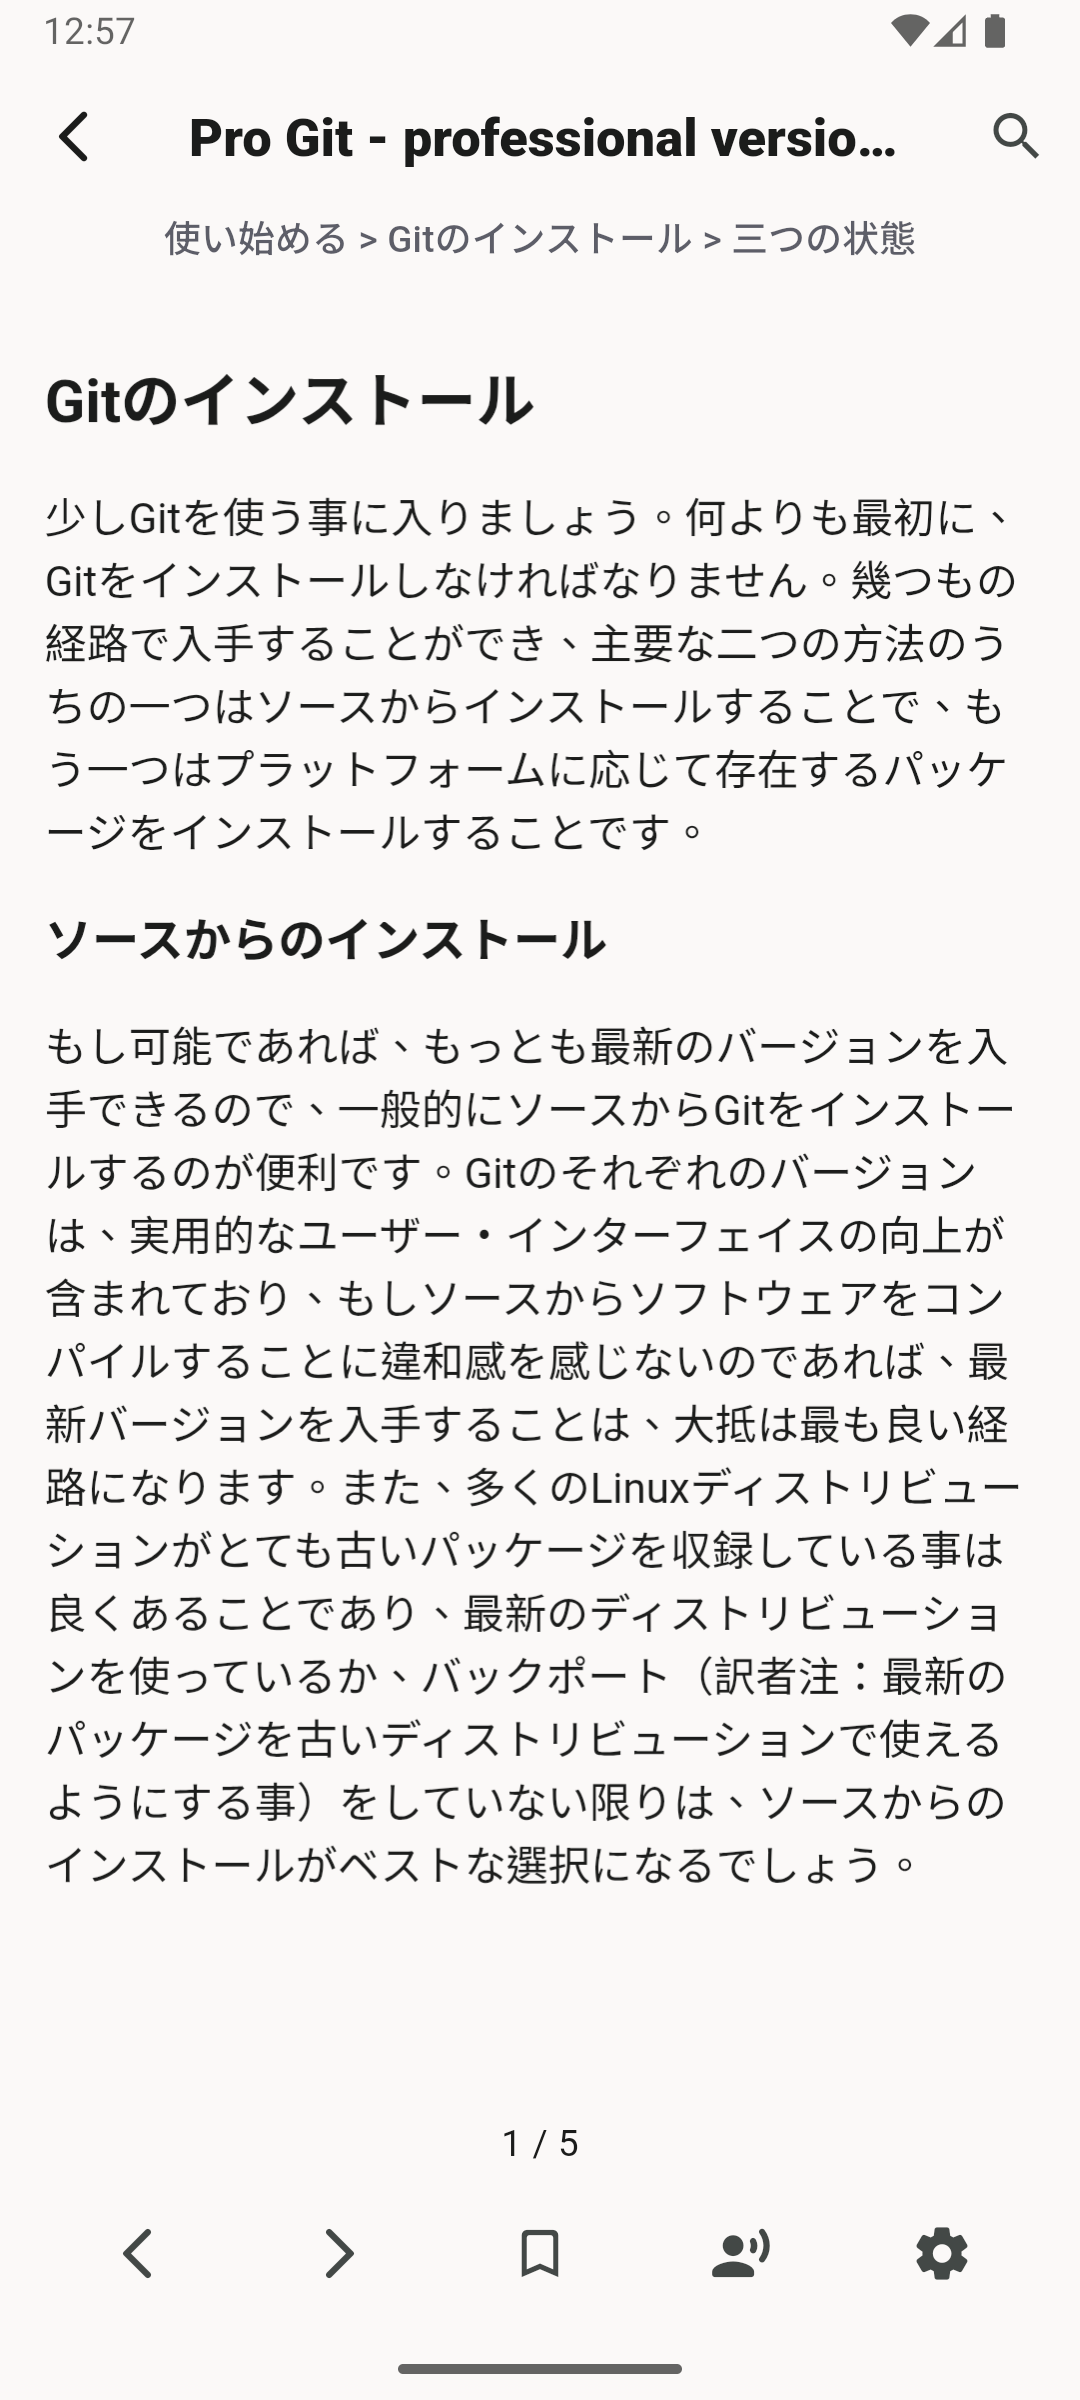 12:57
Pro Git - professional versio...
使い始める > Gitのインストール > 三つの状態
Gitのインストール
少しGitを使う事に入りましょう。何よりも最初に、
Gitをインストールしなければなりません。幾つもの
経路で入手することができ、主要な二つの方法のう
ちの一つはソースからインストールすることで、も
う一つはプラットフォームに応じて存在するパッケ
ージをインストールすることです。
ソースからのインストール
もし可能であれば、もっとも最新のバージョンを入
手できるので、一般的にソースからGitをインストー
ルするのが便利です。Gitのそれぞれのバージョン
は、実用的なユーザー・インターフェイスの向上が
含まれており、もしソースからソフトウェアをコン
パイルすることに違和感を感じないのであれば、最
新バージョンを入手することは、大抵は最も良い経
路になります。また、多くのLinuxディストリビュー
ションがとても古いパッケージを収録している事は
良くあることであり、最新のディストリビューショ
ンを使っているか、バックポート（訳者注：最新の
パッケージを古いディストリビューションで使える
ようにする事）をしていない限りは、ソースからの
インストールがベストな選択になるでしょう。
1 / 5